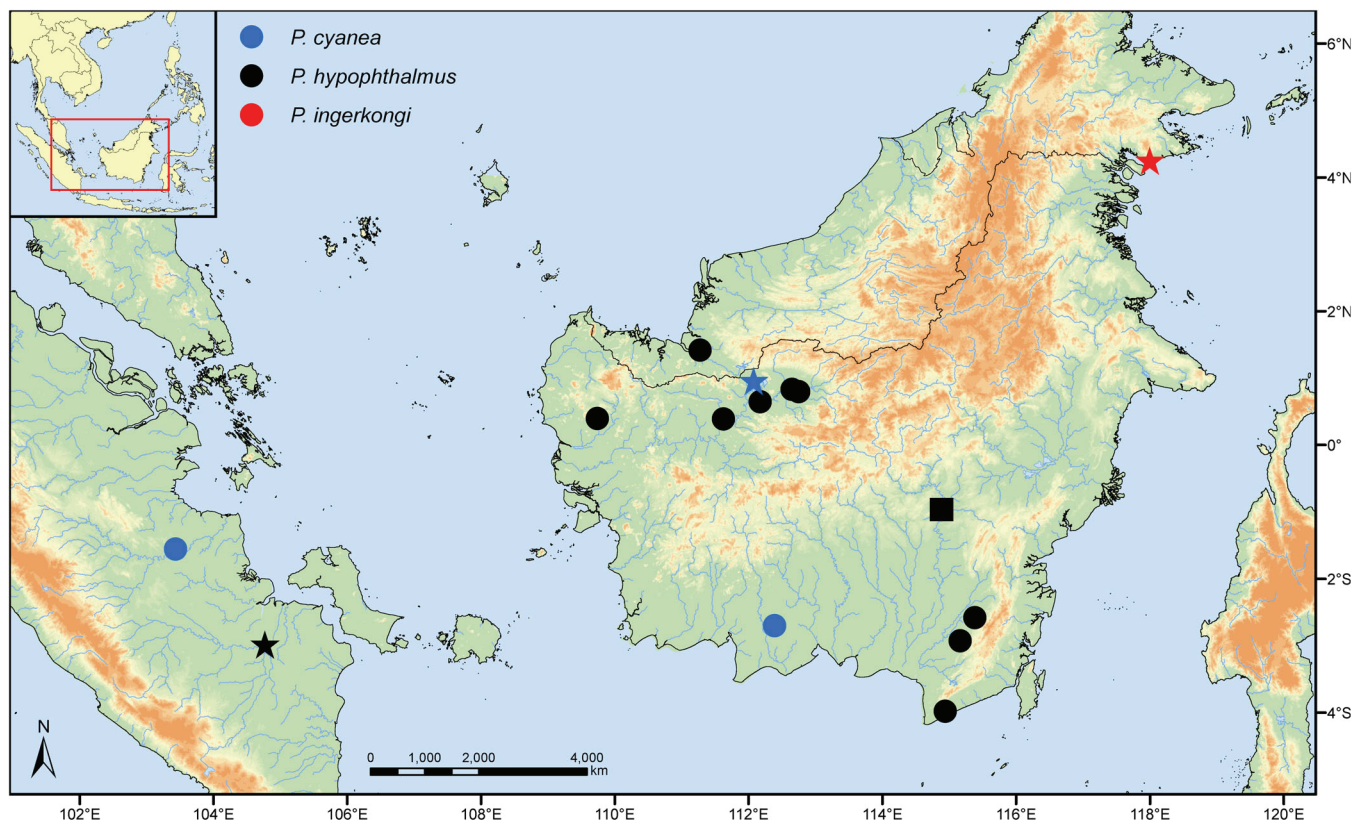 P. cyanea
P. hypophthalmus
P. ingerkongi
6°N
4°N
2°N
0°
2°S
4°S
N
0 1,000 2,000 4,000
km
102°E 104°E 106°E 108°E 110°E 112°E 114°E 116°E 118°E 120°E